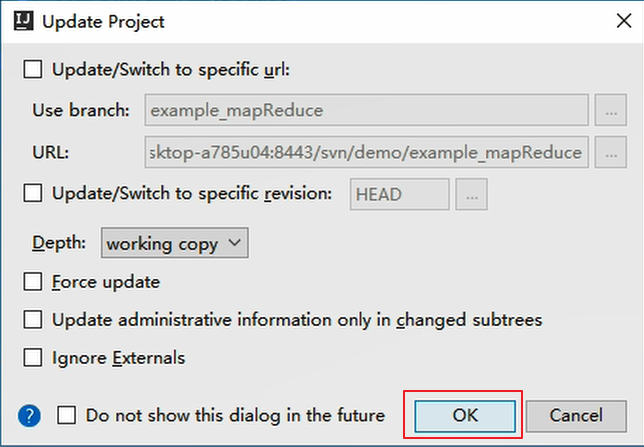 IJ Update Project
Update/Switch to specific url:
Use branch: example_mapReduce ...
URL: sktop-a785u04:8443/svn/demo/example_mapReduce ...
Update/Switch to specific revision: HEAD ...
Depth: working copy
Force update
Update administrative information only in changed subtrees
Ignore Externals
? Do not show this dialog in the future OK Cancel